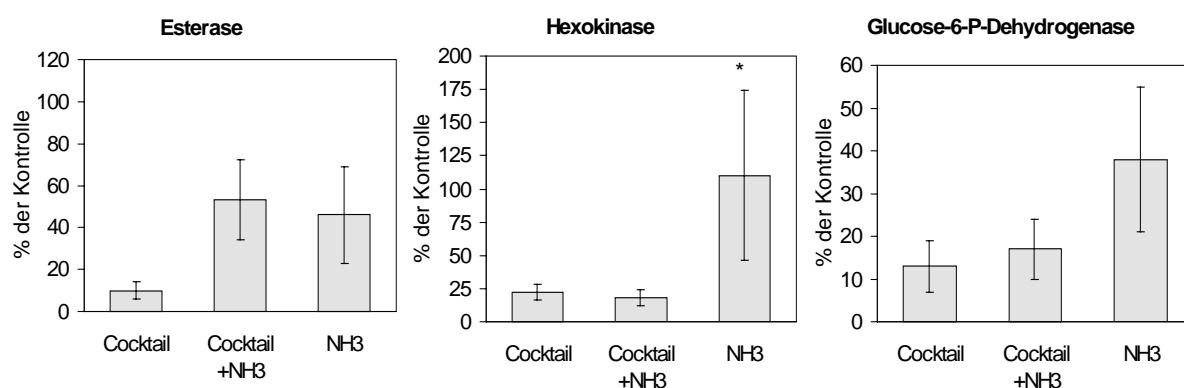 Esterase
% der Kontrolle
120
100
80
60
40
20
0
Cocktail
Cocktail
+NH3
NH3
Hexokinase
% der Kontrolle
200
175
150
125
100
75
50
25
0
*
Cocktail
Cocktail
+NH3
NH3
Glucose-6-P-Dehydrogenase
% der Kontrolle
60
50
40
30
20
10
0
Cocktail
Cocktail
+NH3
NH3